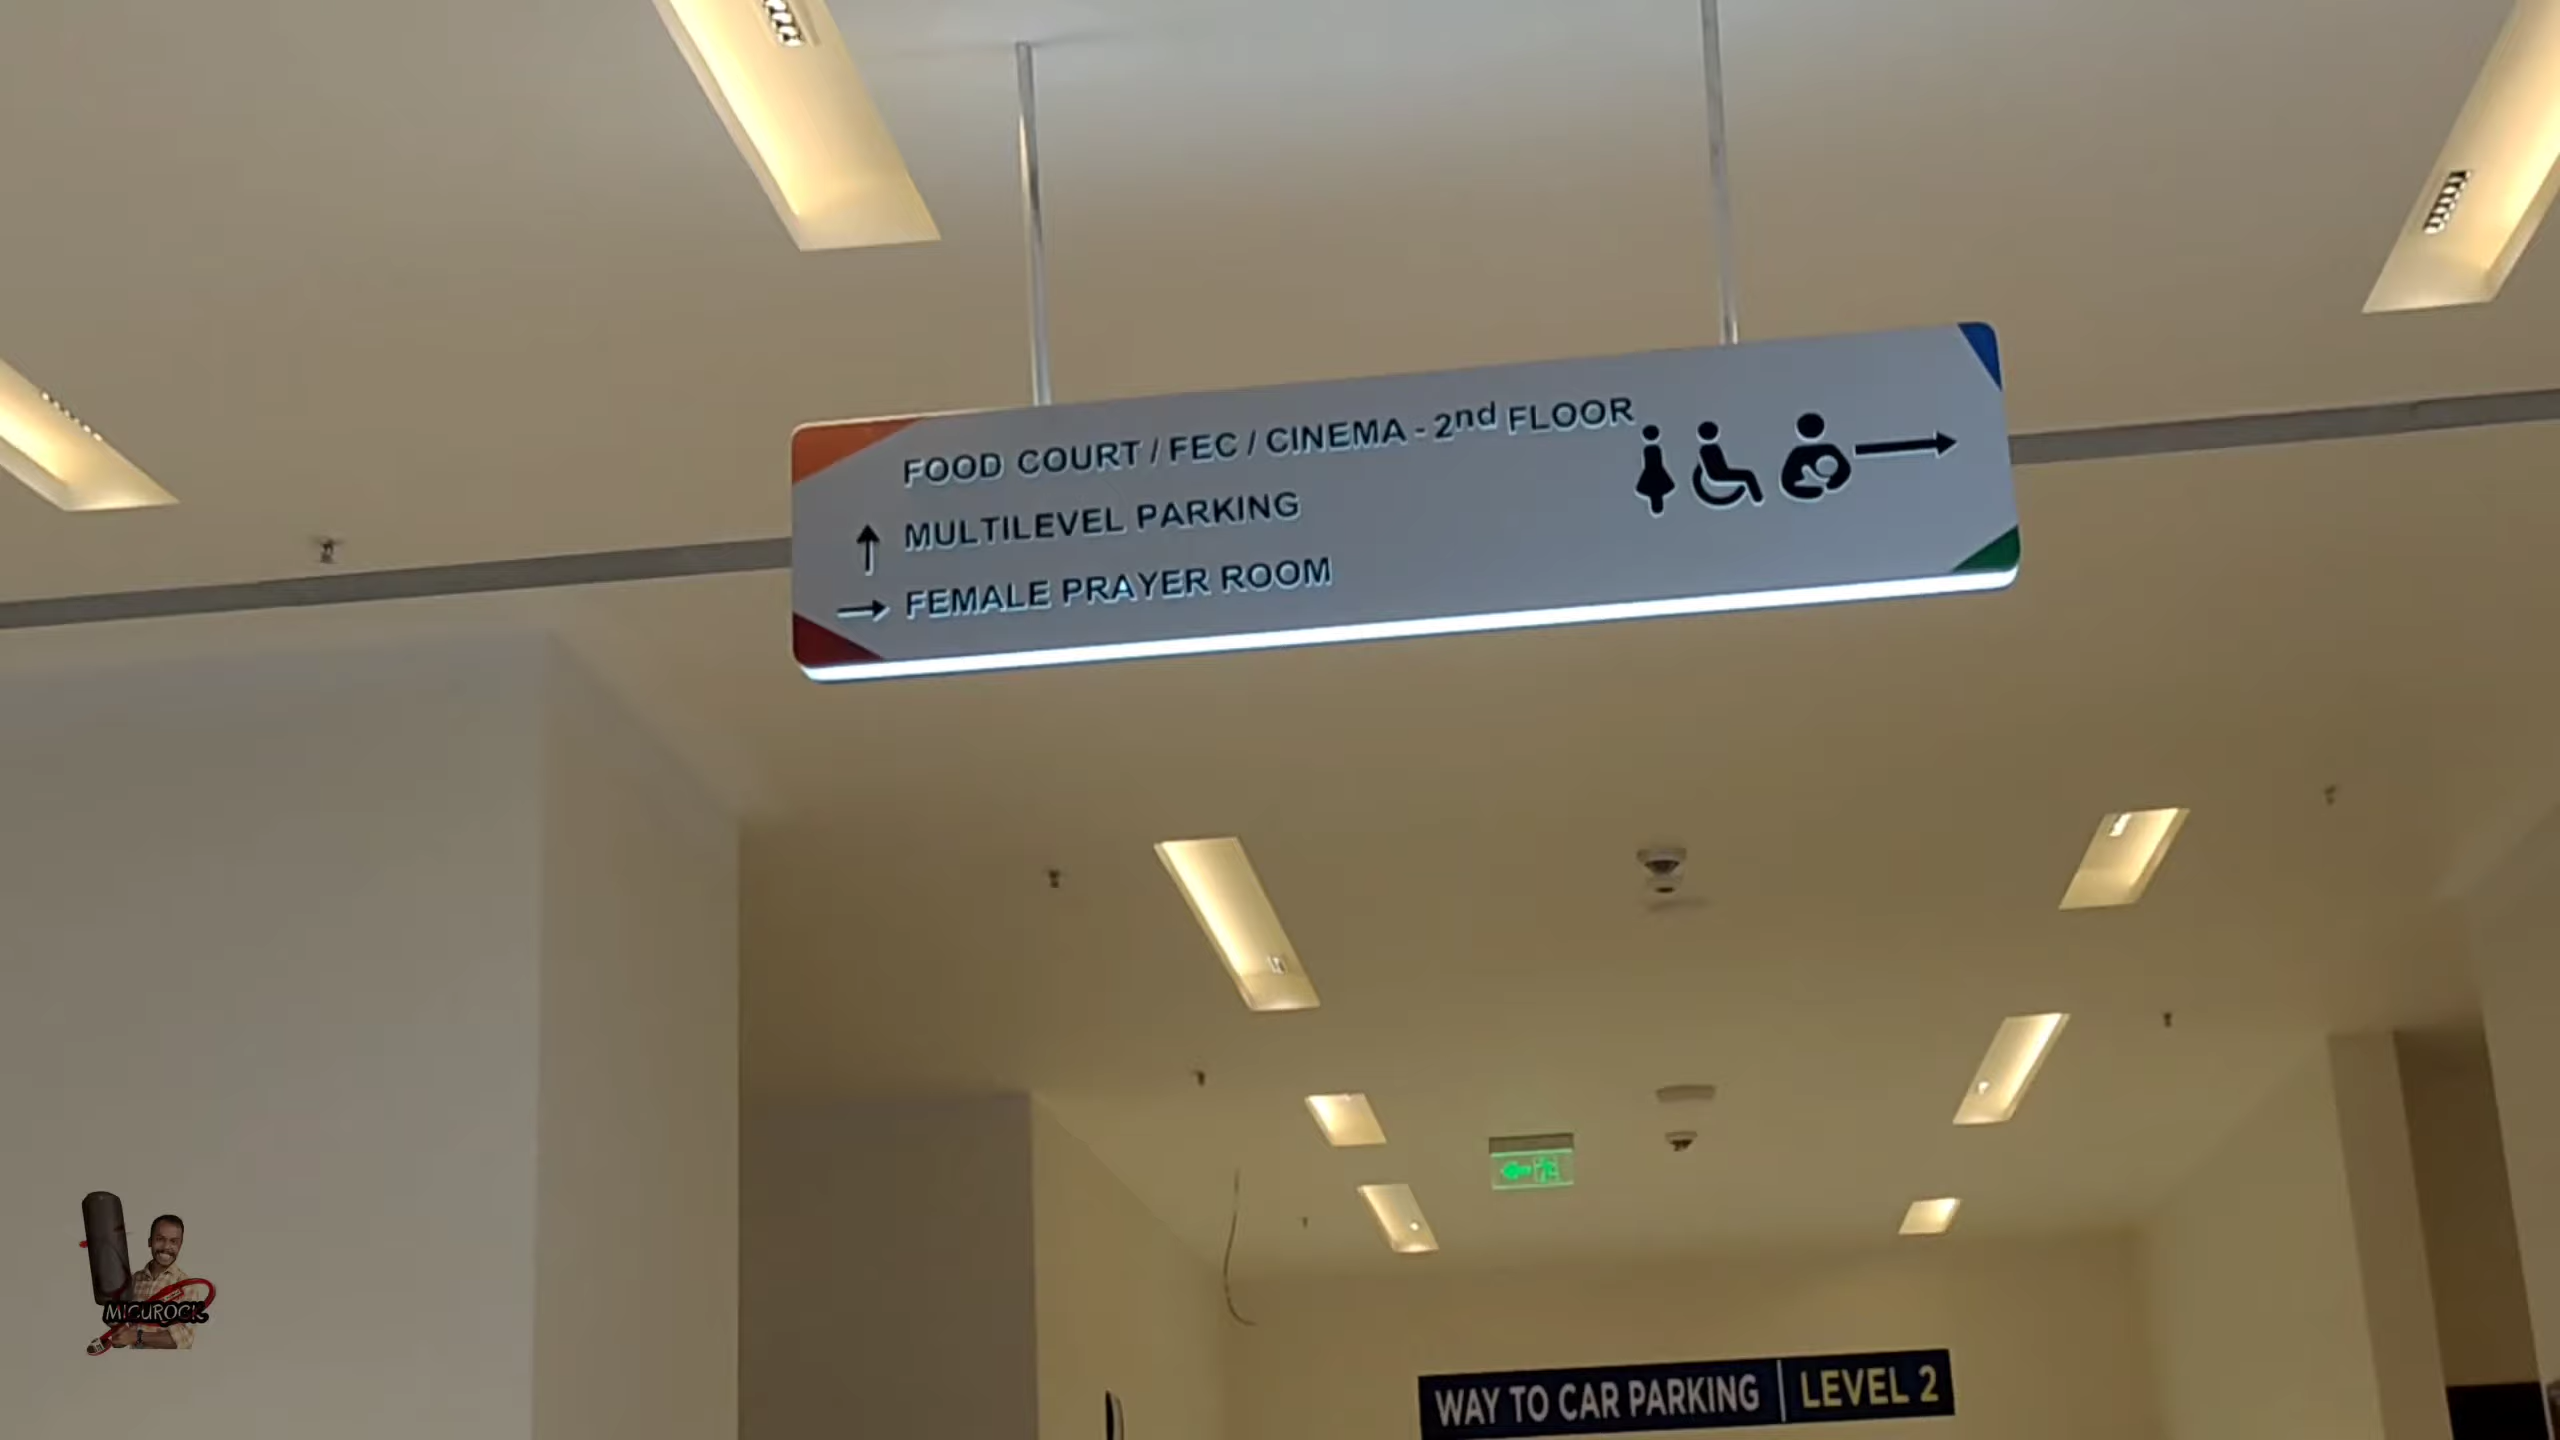 FOOD COURT / FEC / CINEMA - 2nd FLOOR
MULTILEVEL PARKING
FEMALE PRAYER ROOM
WAY TO CAR PARKING | LEVEL 2
MICUROCK